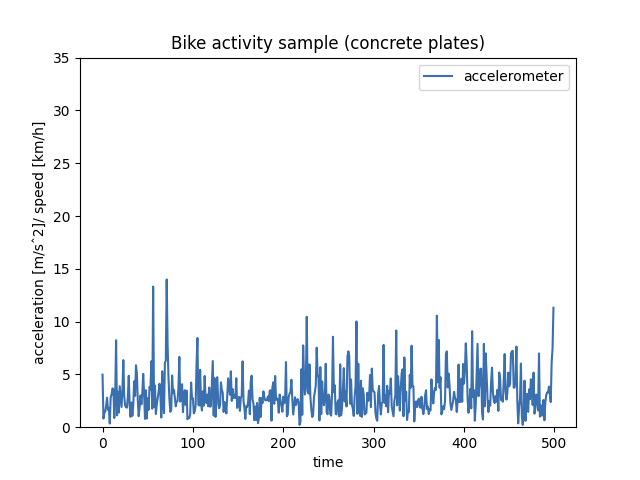 Bike activity sample (concrete plates)
accelerometer
acceleration [m/s^2]/ speed [km/h]
35
30
25
20
15
10
5
0
0 100 200 300 400 500
time